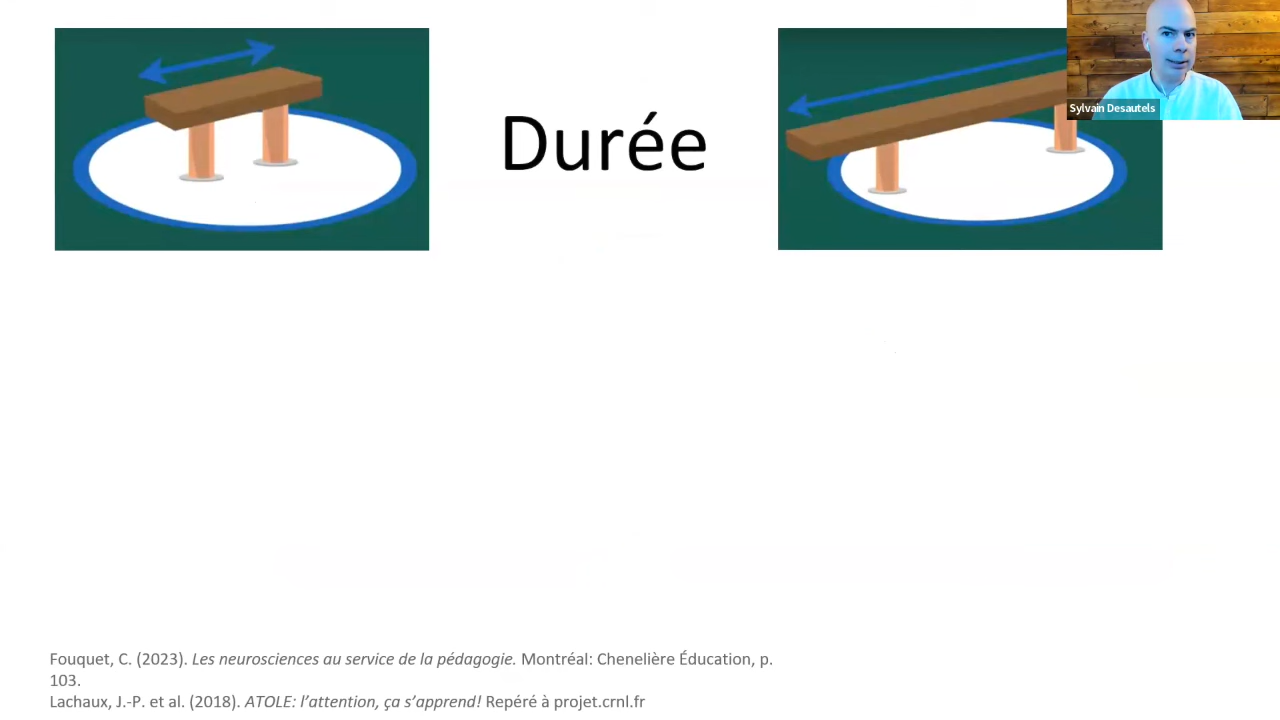 Durée
Sylvain Desautels
Fouquet, C. (2023). Les neurosciences au service de la pédagogie. Montréal: Chenelière Éducation, p.
103.
Lachaux, J.-P. et al. (2018). ATOLE: l’attention, ça s’apprend! Repéré à projet.crnl.fr